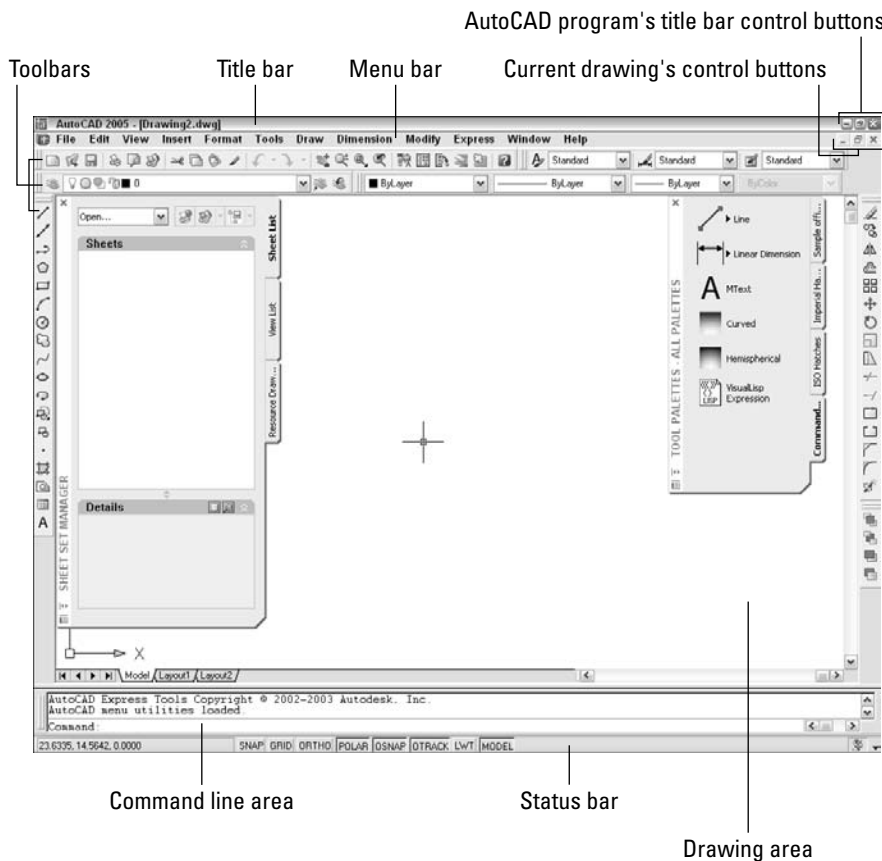 AutoCAD program's title bar control buttons
Toolbars
Title bar
Menu bar
Current drawing's control buttons
AutoCAD 2005 - [Drawing2.dwg]
File Edit View Insert Format Tools Draw Dimension Modify Express Window Help
Standard Standard Standard
0 ByLayer ByLayer ByLayer ByColor
Open...
Sheets
Sheet List
View List
Resource Draw...
Details
SHEET SET MANAGER
Line
Linear Dimension
A MText
Curved
Hemispherical
LISP
VisualLisp
Expression
TOOL PALETTES - ALL PALETTES
Sample offi...
Imperial Ha...
ISO Hatches
Command...
A
X
Model Layout1 Layout2
AutoCAD Express Tools Copyright © 2002-2003 Autodesk, Inc.
AutoCAD menu utilities loaded.
Command:
23.6335, 14.5642, 0.0000 SNAP GRID ORTHO POLAR OSNAP OTRACK LWT MODEL
Command line area
Status bar
Drawing area